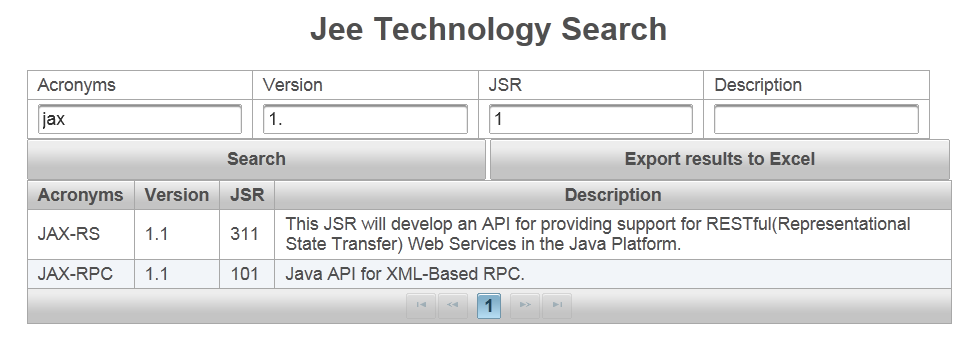 Jee Technology Search
Acronyms Version JSR Description
jax 1. 1
Search Export results to Excel
Acronyms Version JSR Description
JAX-RS 1.1 311 This JSR will develop an API for providing support for RESTful(Representational
State Transfer) Web Services in the Java Platform.
JAX-RPC 1.1 101 Java API for XML-Based RPC.
1